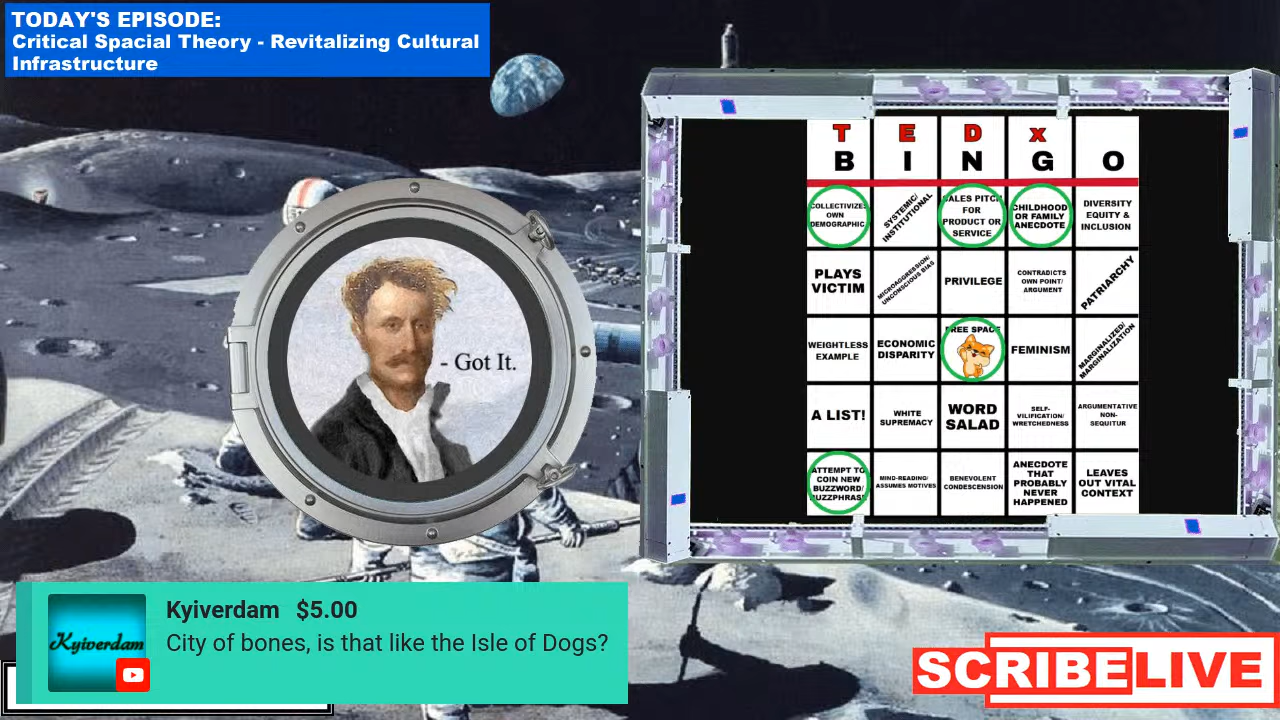 TODAY'S EPISODE:
Critical Spacial Theory - Revitalizing Cultural
Infrastructure
T E D x
B I N G O
COLLECTIVIZES
OWN
DEMOGRAPHIC
SYSTEMIC/
INSTITUTIONAL
SALES PITCH
FOR
PRODUCT OR
SERVICE
CHILDHOOD
OR FAMILY
ANECDOTE
DIVERSITY
EQUITY &
INCLUSION
PLAYS
VICTIM
MICROAGGRESSION/
UNCONSCIOUS BIAS
PRIVILEGE
CONTRADICTS
OWN POINT/
ARGUMENT
PATRIARCHY
WEIGHTLESS
EXAMPLE
ECONOMIC
DISPARITY
FREE SPACE
FEMINISM
MARGINALIZED/
MARGINALIZATION
A LIST!
WHITE
SUPREMACY
WORD
SALAD
SELF-
VILIFICATION/
WRETCHEDNESS
ARGUMENTATIVE
NON-
SEQUITUR
ATTEMPT TO
COIN NEW
BUZZWORD/
BUZZPHRASE
MIND-READING/
ASSUMES MOTIVES
BENEVOLENT
CONDESCENSION
ANECDOTE
THAT
PROBABLY
NEVER
HAPPENED
LEAVES
OUT VITAL
CONTEXT
- Got It.
Kyiverdam
Kyiverdam $5.00
City of bones, is that like the Isle of Dogs?
SCRIBELIVE